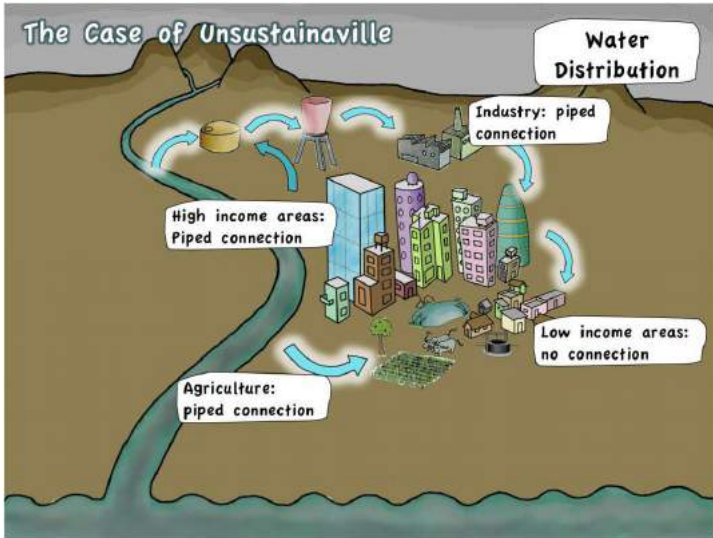 The Case of Unsustainaville
Water
Distribution
Industry: piped
connection
High income areas:
Piped connection
Low income areas:
no connection
Agriculture:
piped connection